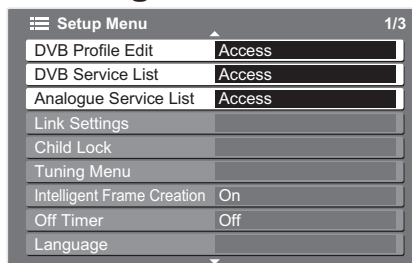 Setup Menu 1/3
DVB Profile Edit Access
DVB Service List Access
Analogue Service List Access
Link Settings
Child Lock
Tuning Menu
Intelligent Frame Creation On
Off Timer Off
Language